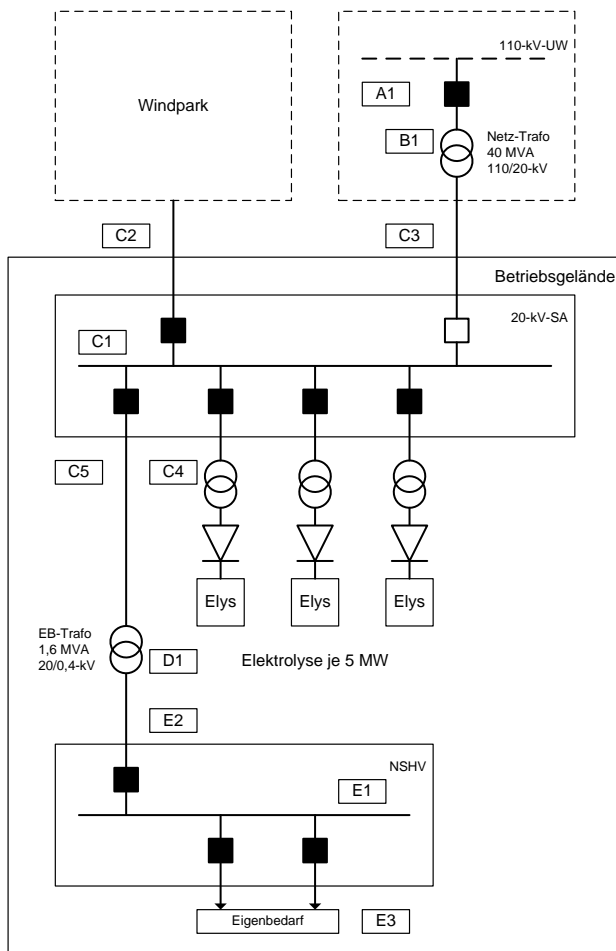 110-kV-UW
A1
Windpark
B1
Netz-Trafo
40 MVA
110/20-kV
C2
C3
Betriebsgelände
20-kV-SA
C1
C5
C4
Elys
Elys
Elys
EB-Trafo
1,6 MVA
20/0,4-kV
D1
Elektrolyse je 5 MW
E2
NSHV
E1
Eigenbedarf
E3